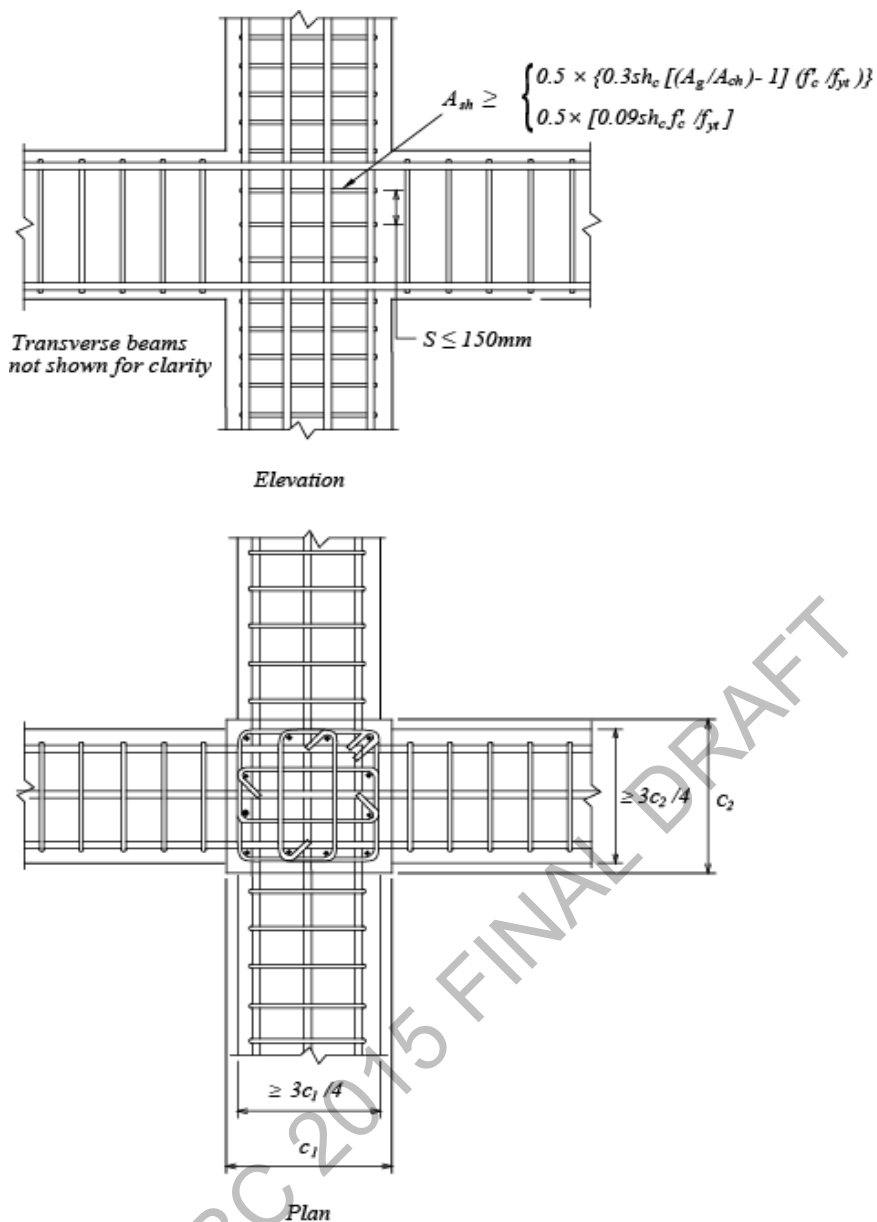 A_sh ≥ { 0.5 × {0.3sh_c [(A_g/A_ch)- 1] (f'_c /f_yt )}
0.5× [0.09sh_c f'_c /f_yt ]
Transverse beams
not shown for clarity
S ≤ 150mm
Elevation
≥ 3c_2 /4
c_2
≥ 3c_1 /4
c_1
Plan
BC 2015 FINAL DRAFT